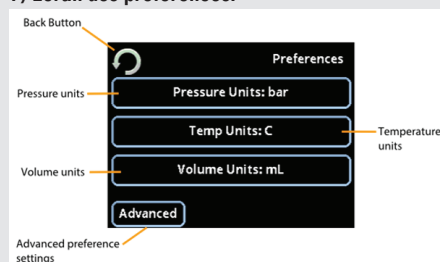 Back Button
Preferences
Pressure units
Pressure Units: bar
Temp Units: C
Temperature
units
Volume units
Volume Units: mL
Advanced
Advanced preference
settings